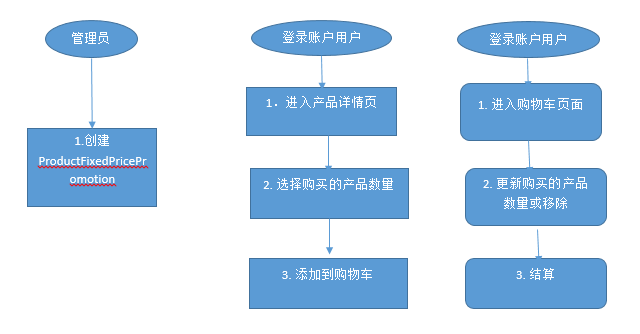 管理员
1.创建
ProductFixedPricePr
omotion
登录账户用户
1．进入产品详情页
2. 选择购买的产品数量
3. 添加到购物车
登录账户用户
1. 进入购物车页面
2. 更新购买的产品
数量或移除
3. 结算